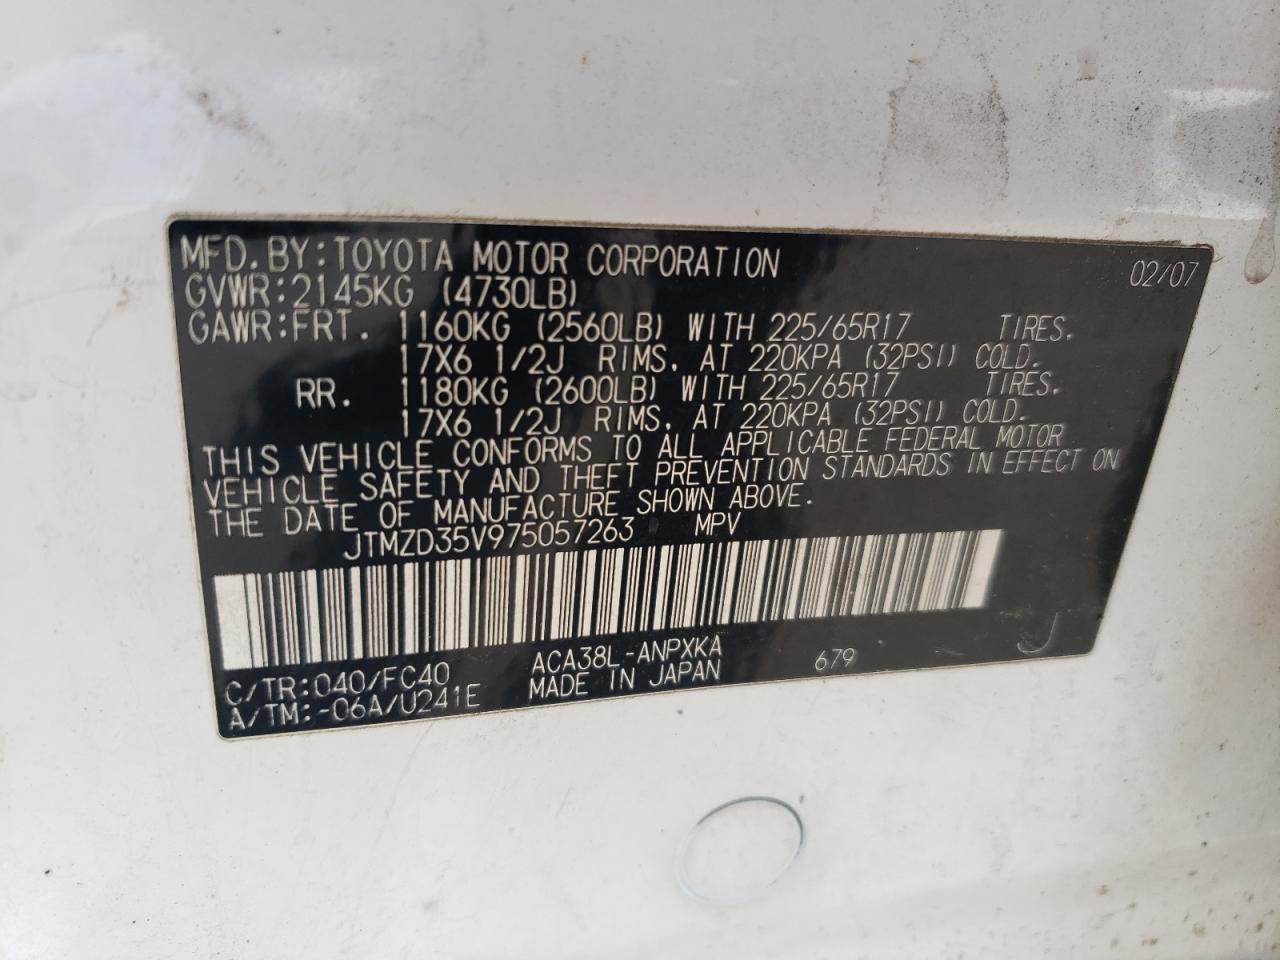 MFD. BY: TOYOTA MOTOR CORPORATION 02/07
GVWR: 2145KG (4730LB)
GAWR: FRT. 1160KG (2560LB) WITH 225/65R17 TIRES.
17X6 1/2J RIMS, AT 220KPA (32PSI) COLD.
RR. 1180KG (2600LB) WITH 225/65R17 TIRES.
17X6 1/2J RIMS, AT 220KPA (32PSI) COLD.
THIS VEHICLE CONFORMS TO ALL APPLICABLE FEDERAL MOTOR
VEHICLE SAFETY AND THEFT PREVENTION STANDARDS IN EFFECT ON
THE DATE OF MANUFACTURE SHOWN ABOVE.
JTMZD35V975057263 MPV
C/TR: 040/FC40 ACA38L-ANPXKA 679 J
A/TM: -06A/U241E MADE IN JAPAN